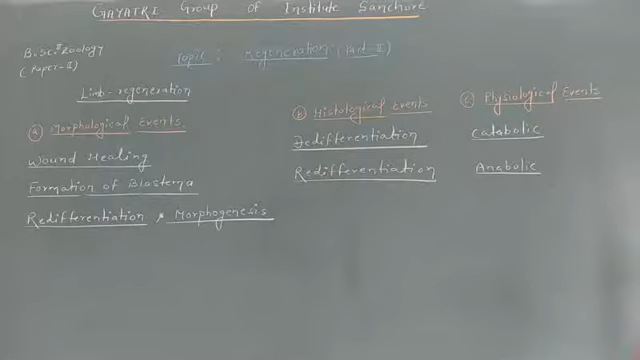 GAYATRI Group of Institute Sanchore
B.Sc. II Zoology
(Paper-II)
Topic : Regeneration (Part-II)
Limb-regeneration
(A) Morphological Events
Wound Healing
Formation of Blastema
Redifferentiation & Morphogenesis
(B) Histological Events
Dedifferentiation
Redifferentiation
(C) Physiological Events
Catabolic
Anabolic